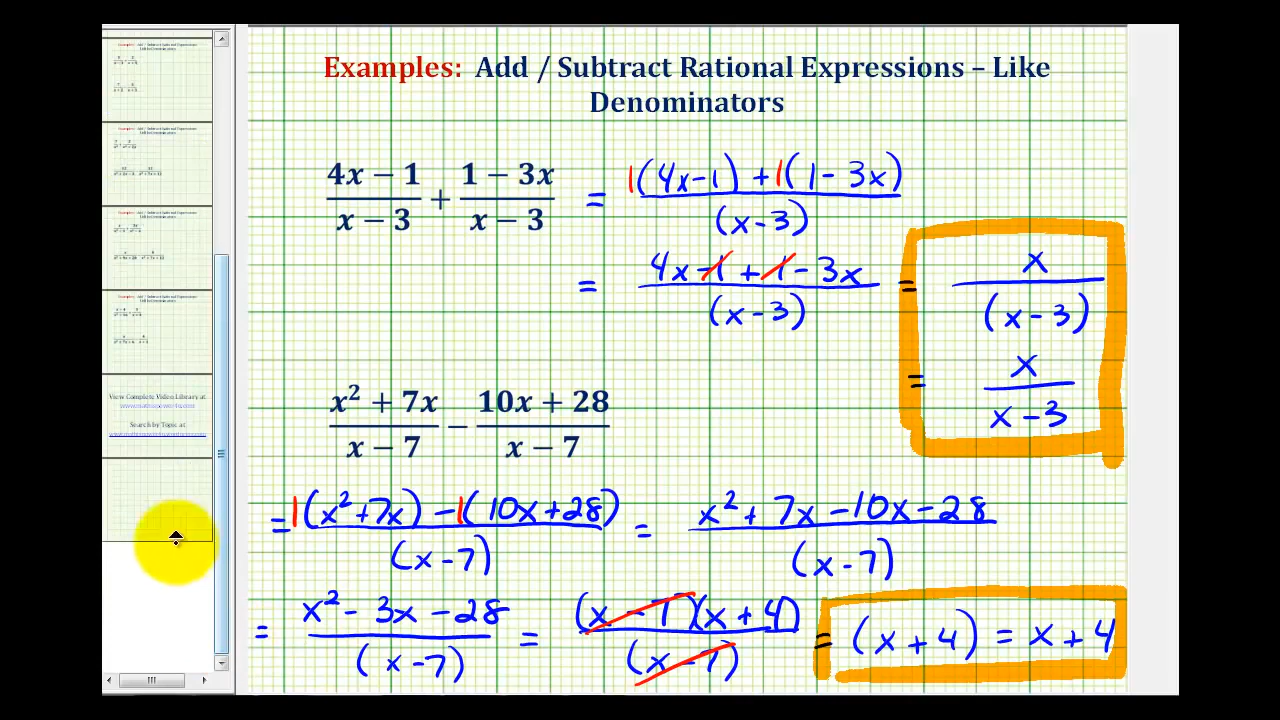 Examples: Add / Subtract Rational Expressions – Like
Denominators
4x − 1 / x − 3 + 1 − 3x / x − 3 = 1(4x−1) + 1(1 − 3x) / (x − 3)
= 4x − 1 + 1 − 3x / (x − 3) = x / (x − 3)
= x / x − 3
x² + 7x / x − 7 − 10x + 28 / x − 7
= 1(x² + 7x) − 1(10x + 28) / (x − 7) = x² + 7x − 10x − 28 / (x − 7)
= x² − 3x − 28 / (x − 7) = (x − 7)(x + 4) / (x − 7) = (x + 4) = x + 4
View Complete Video Library at
Search by Topic at